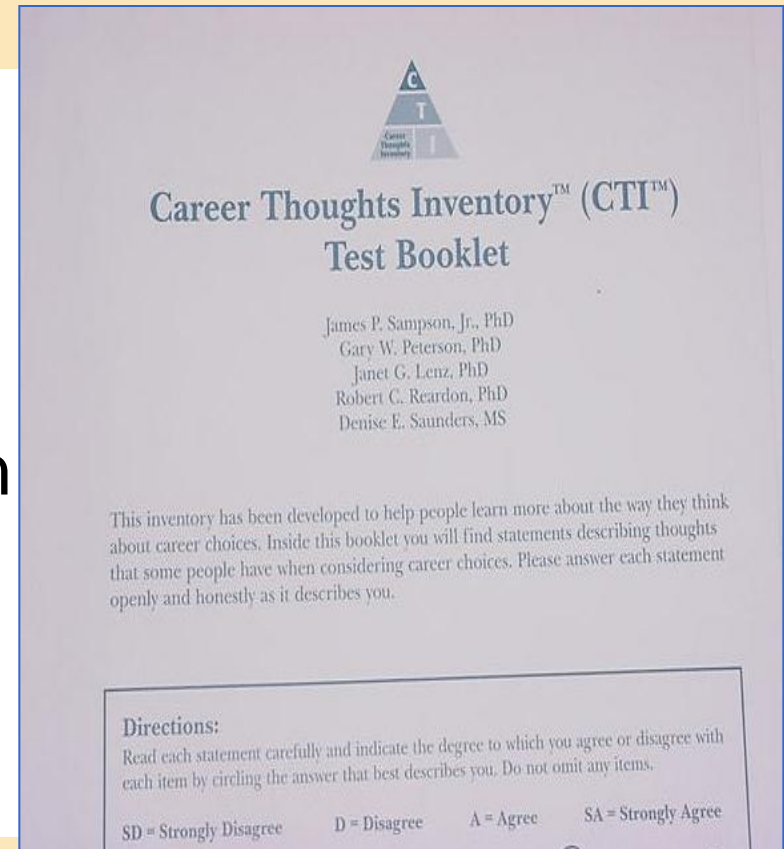 C
T
Career
Thoughts
Inventory
I
Career Thoughts Inventory™ (CTI™)
Test Booklet
James P. Sampson, Jr., PhD
Gary W. Peterson, PhD
Janet G. Lenz, PhD
Robert C. Reardon, PhD
Denise E. Saunders, MS
n
This inventory has been developed to help people learn more about the way they think
about career choices. Inside this booklet you will find statements describing thoughts
that some people have when considering career choices. Please answer each statement
openly and honestly as it describes you.
Directions:
Read each statement carefully and indicate the degree to which you agree or disagree with
each item by circling the answer that best describes you. Do not omit any items.
SD = Strongly Disagree D = Disagree A = Agree SA = Strongly Agree